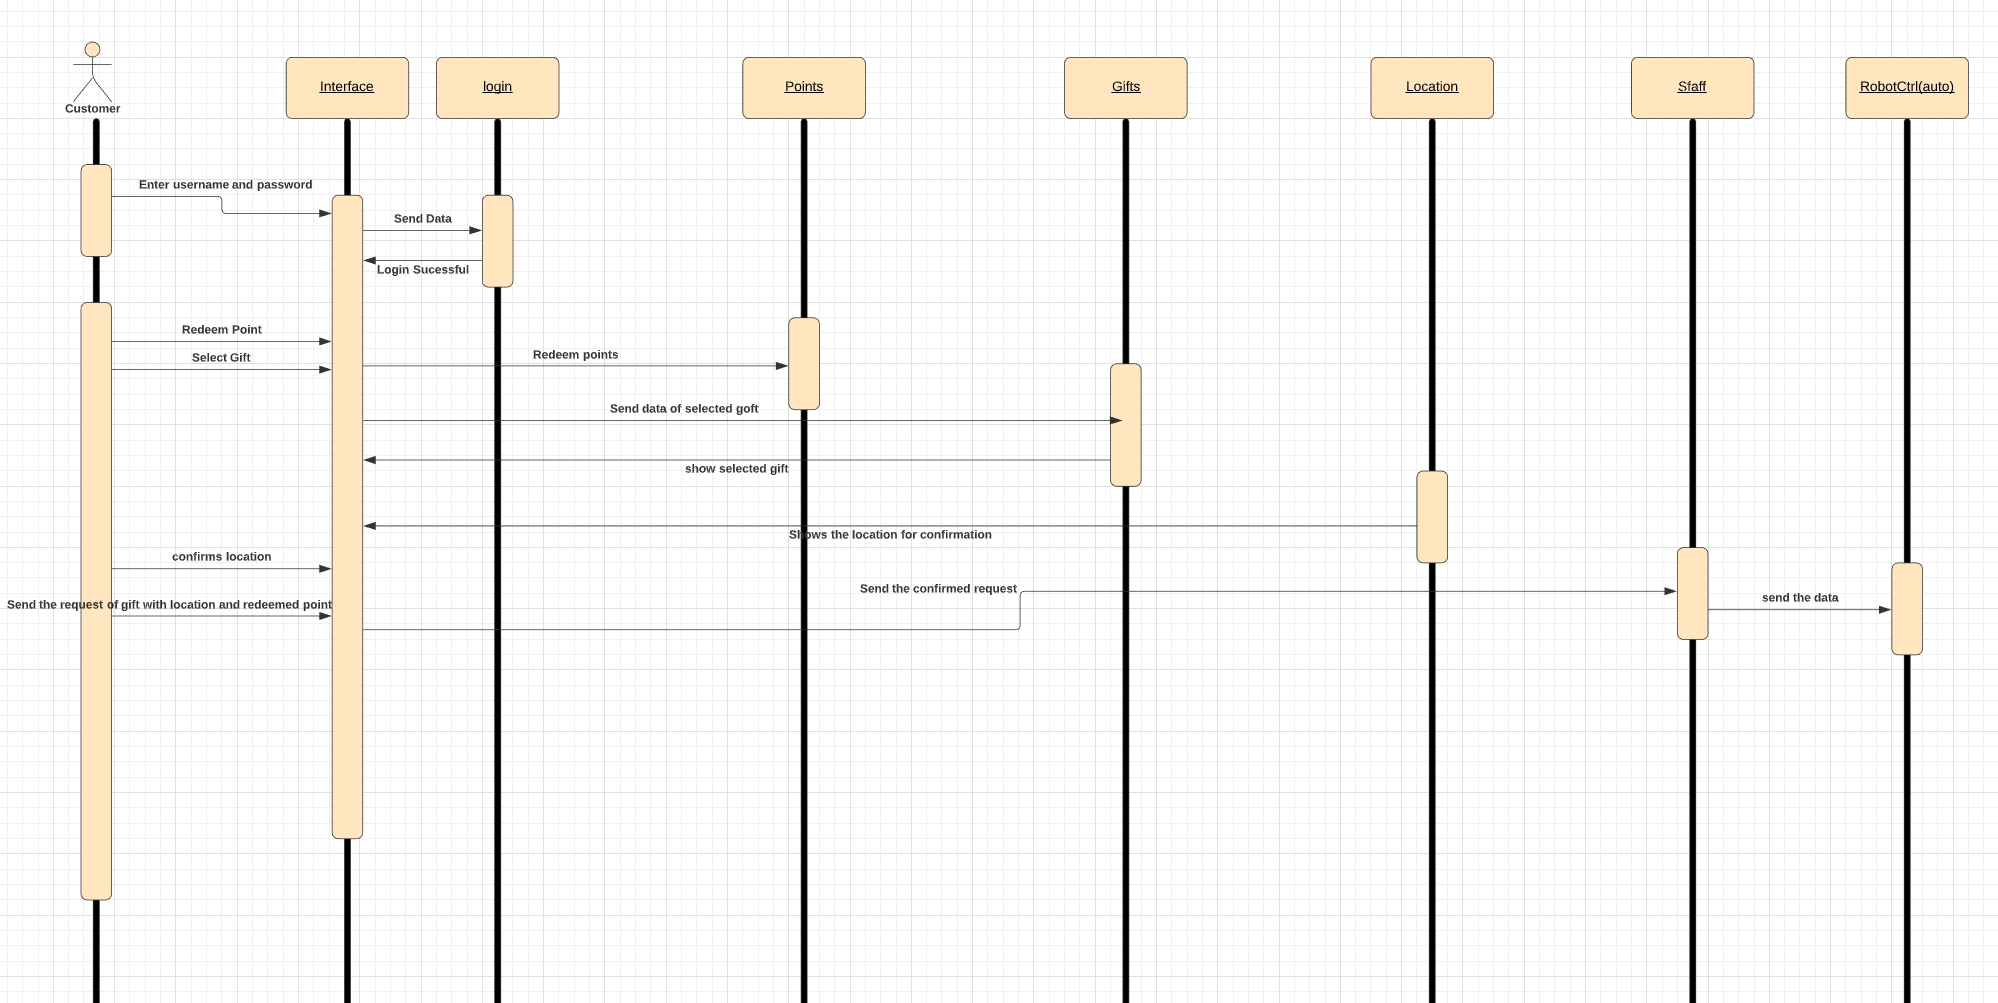 Customer
Interface
login
Points
Gifts
Location
Sfaff
RobotCtrl(auto)
Enter username and password
Send Data
Login Sucessful
Redeem Point
Select Gift
Redeem points
Send data of selected goft
show selected gift
Shows the location for confirmation
confirms location
Send the confirmed request
send the data
Send the request of gift with location and redeemed point